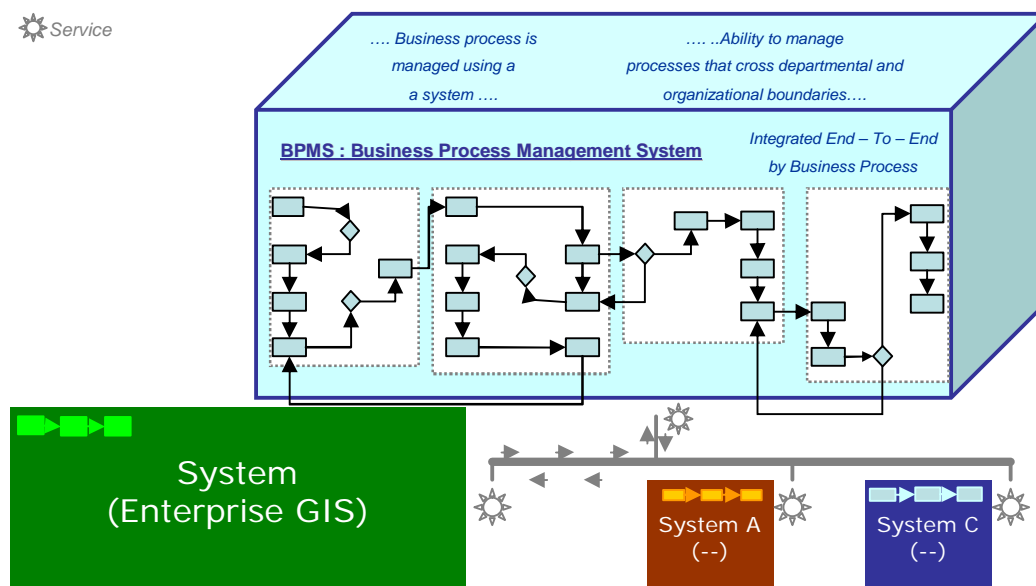 Service
.... Business process is
managed using a
a system ....
.... ..Ability to manage
processes that cross departmental and
organizational boundaries....
BPMS : Business Process Management System
Integrated End – To – End
by Business Process
System
(Enterprise GIS)
System A
(--)
System C
(--)